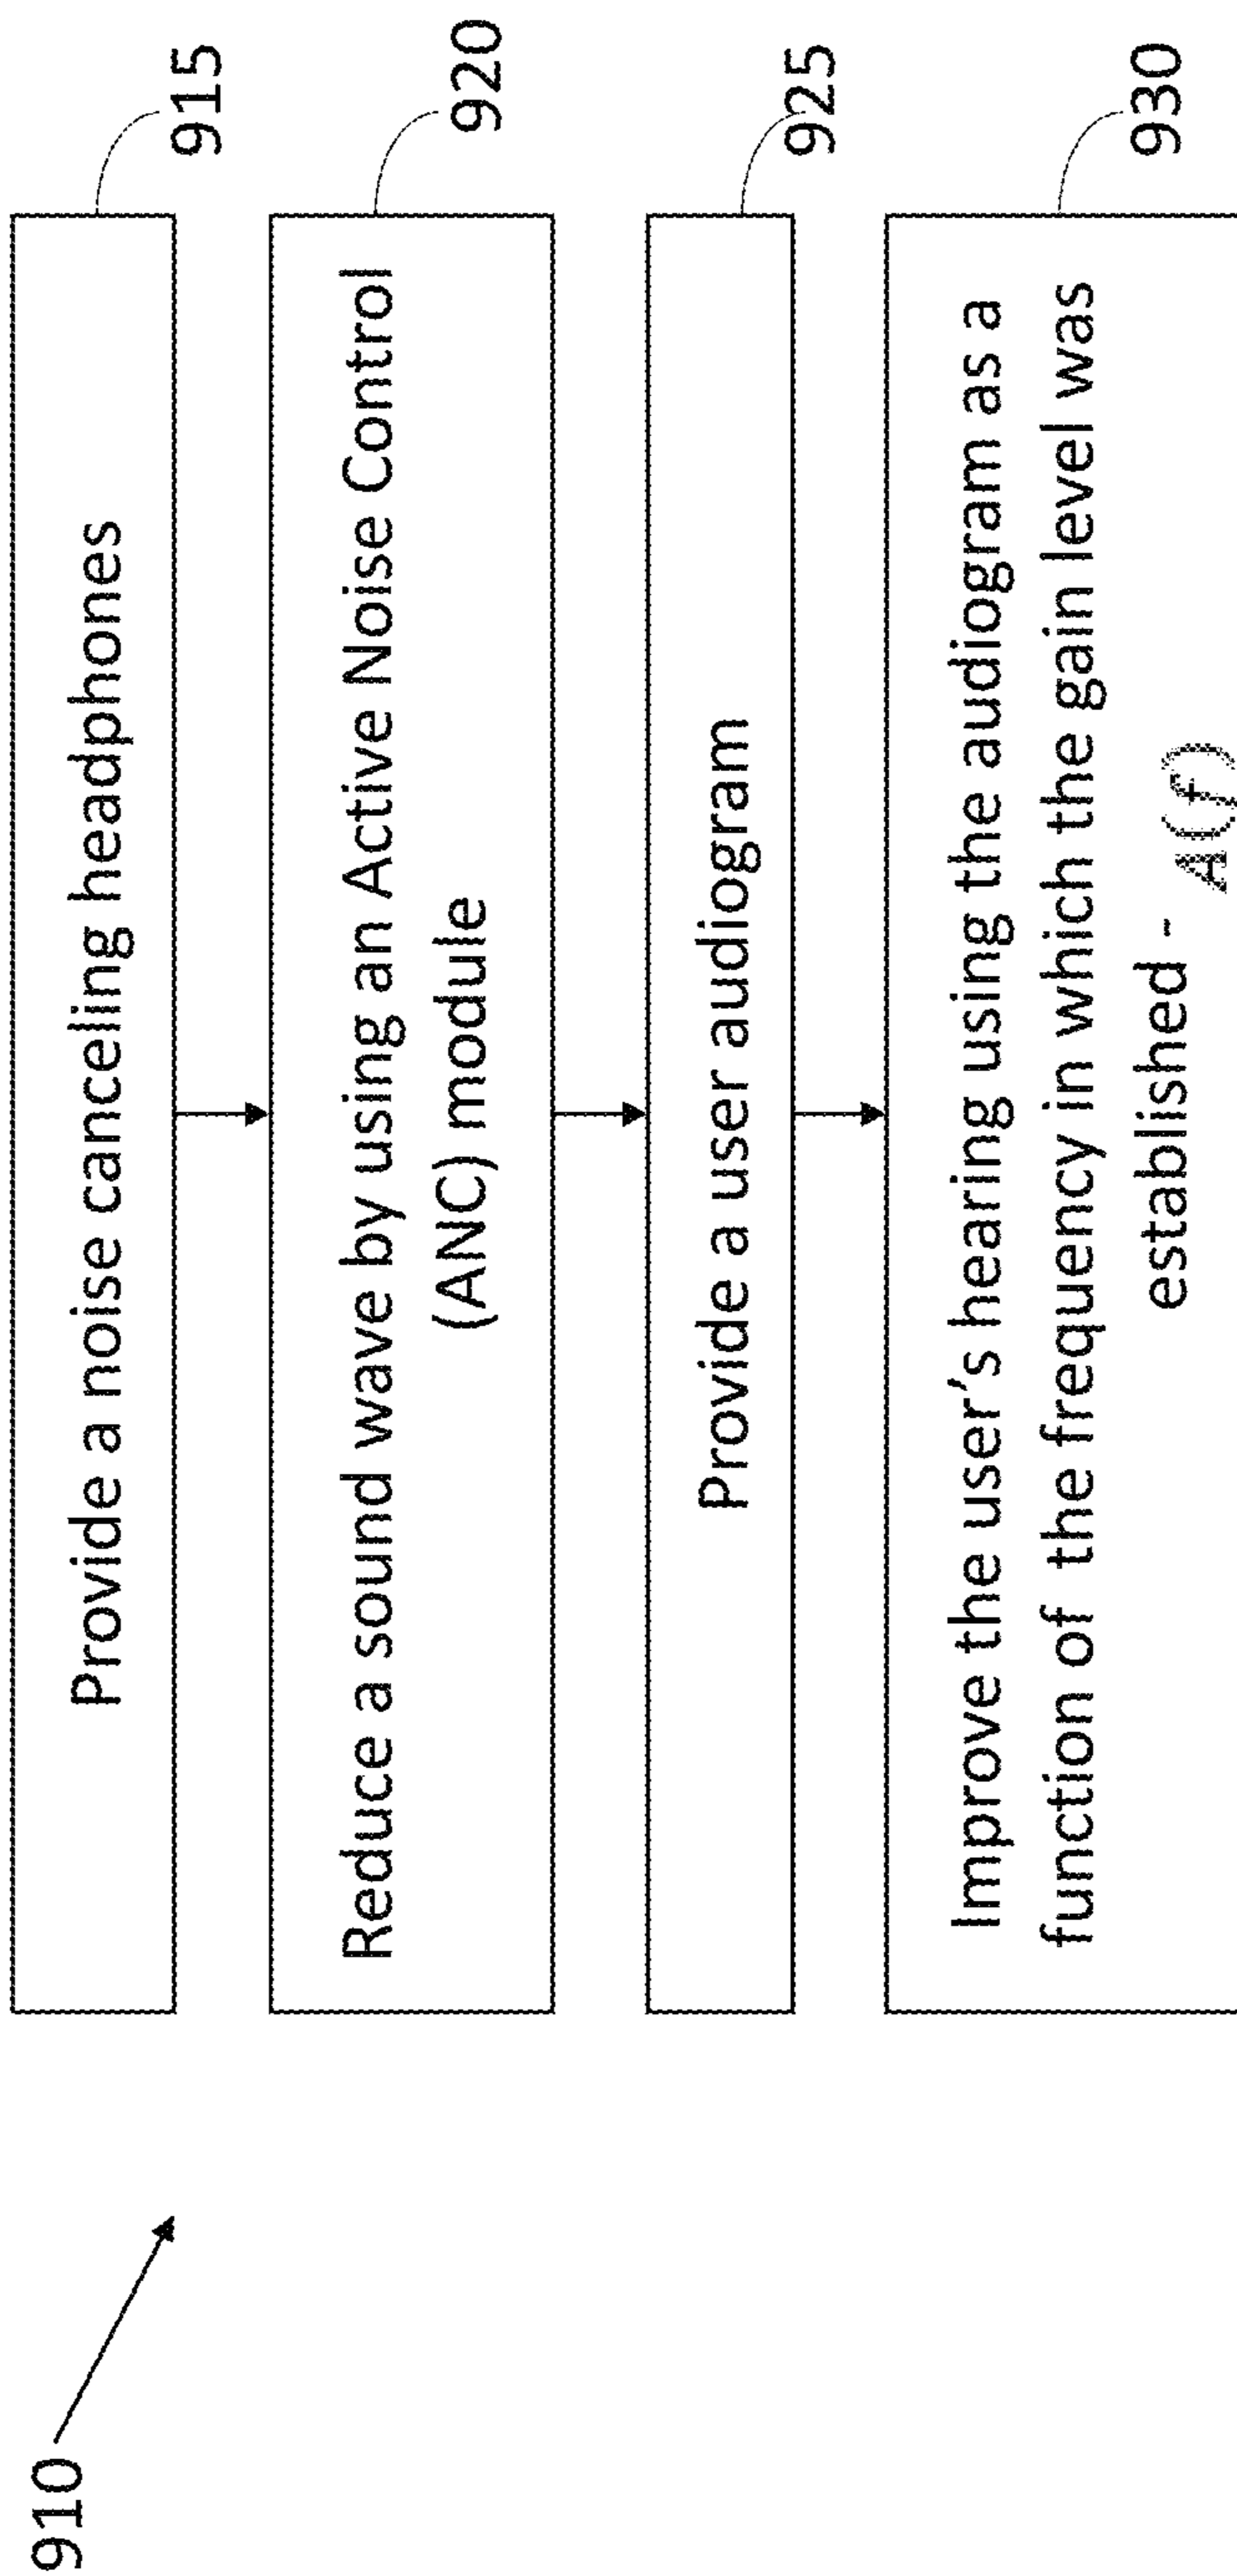 910
Provide a noise canceling headphones
915
Reduce a sound wave by using an Active Noise Control
(ANC) module
920
Provide a user audiogram
925
Improve the user's hearing using the audiogram as a
function of the frequency in which the gain level was
established - A(f)
930